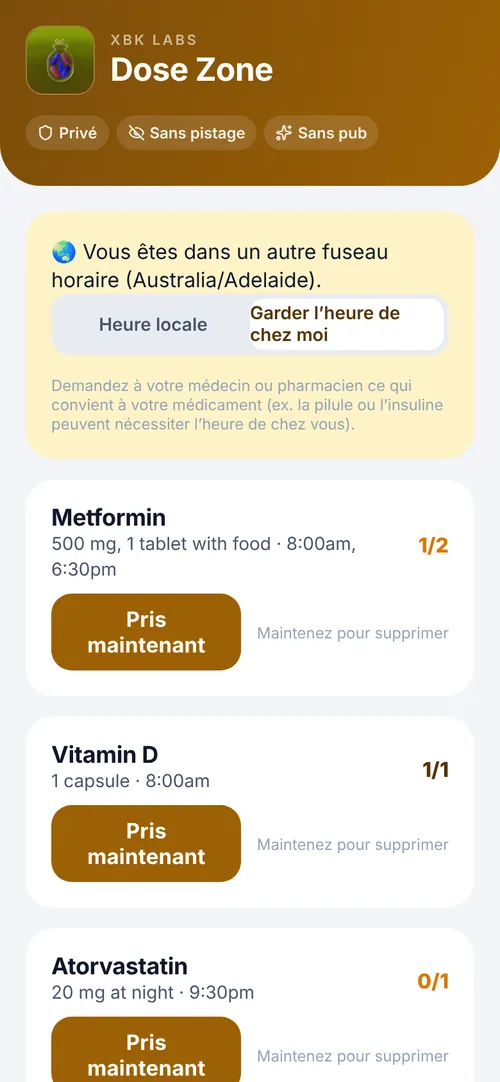 XBK LABS
Dose Zone
Privé
Sans pistage
Sans pub
🌏 Vous êtes dans un autre fuseau
horaire (Australia/Adelaide).
Heure locale
Garder l’heure de
chez moi
Demandez à votre médecin ou pharmacien ce qui
convient à votre médicament (ex. la pilule ou l’insuline
peuvent nécessiter l’heure de chez vous).
Metformin
500 mg, 1 tablet with food · 8:00am,
6:30pm
1/2
Pris
maintenant
Maintenez pour supprimer
Vitamin D
1 capsule · 8:00am
1/1
Pris
maintenant
Maintenez pour supprimer
Atorvastatin
20 mg at night · 9:30pm
0/1
Pris
maintenant
Maintenez pour supprimer